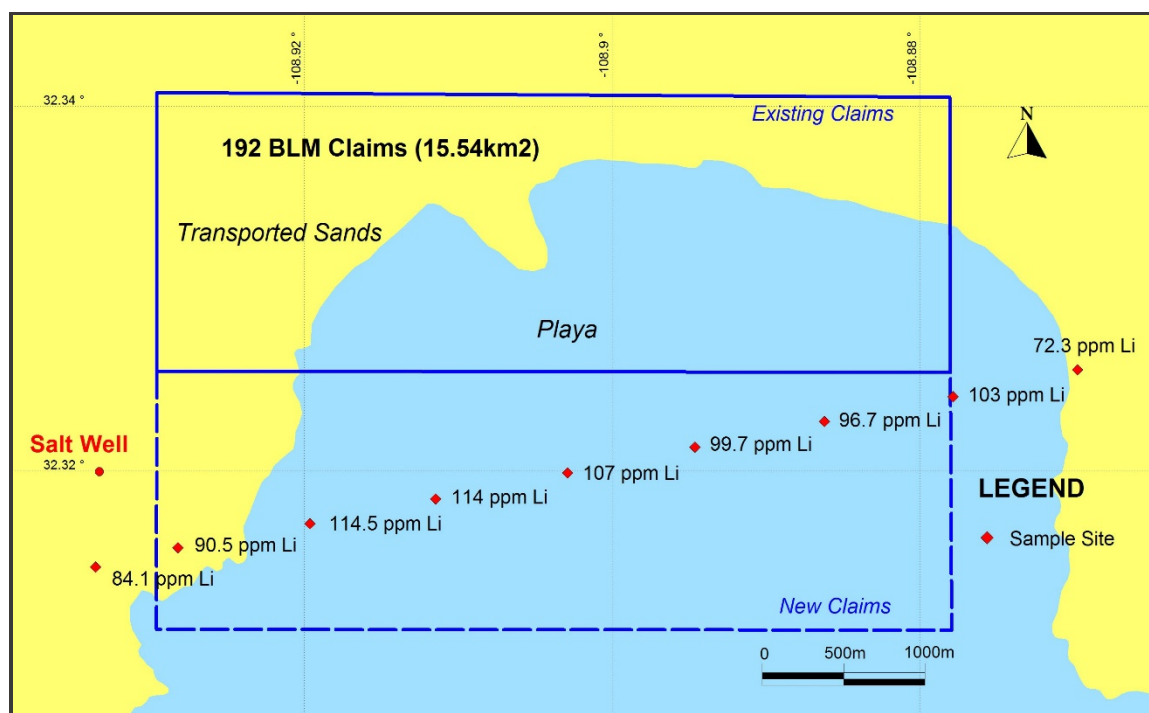 -108.92
-108.9
-108.88
32.34 °
Existing Claims
N
192 BLM Claims (15.54km2)
Transported Sands
Playa
72.3 ppm Li
103 ppm Li
96.7 ppm Li
Salt Well
99.7 ppm Li
32.32 °
107 ppm Li
LEGEND
114 ppm Li
114.5 ppm Li
Sample Site
90.5 ppm Li
84.1 ppm Li
New Claims
0 500m 1000m